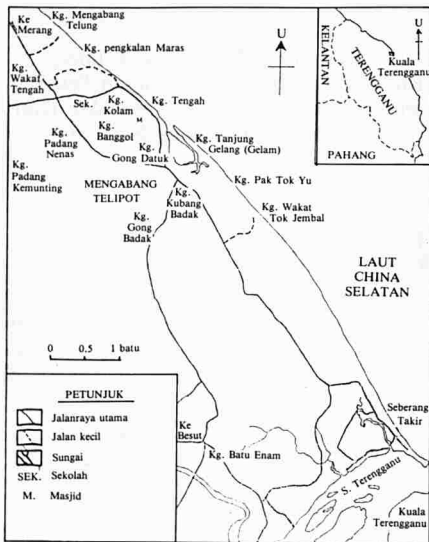 Ke
Merang
Kg. Mengabang
Telung
Kg. pengkalan Maras
Kg.
Wakat
Tengah
Sek.
Kg.
Kolam
Kg. Tengah
M
Kg.
Banggol
Kg.
Padang
Nenas
Kg.
Gong Datuk
Kg. Tanjung
Gelang (Gelam)
Kg.
Padang
Kemunting
MENGABANG
TELIPOT
Kg. Pak Tok Yu
Kg.
Kubang
Badak
Kg. Wakat
Tok Jembal
Kg.
Gong
Badak
LAUT
CHINA
SELATAN
U
U
KELANTAN
TERENGGANU
Kuala
Terengganu
PAHANG
0 0.5 1 batu
PETUNJUK
Jalanraya utama
Jalan kecil
Sungai
SEK. Sekolah
M. Masjid
Ke
Besut
Kg. Batu Enam
Seberang
Takir
S. Terengganu
Kuala
Terengganu